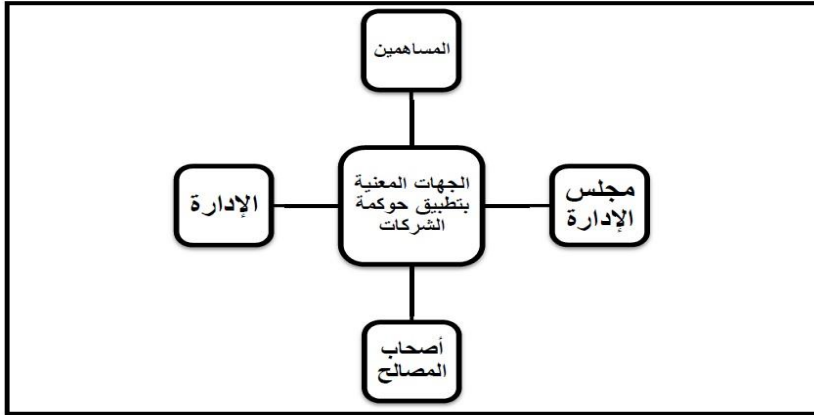 المساهمين
الجهات المعنية
بتطبيق حوكمة
الشركات
مجلس
الإدارة
الإدارة
أصحاب
المصالح